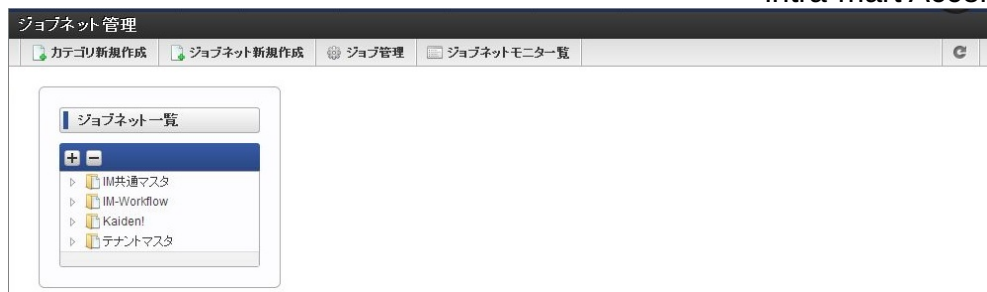 ジョブネット管理
カテゴリ新規作成 ジョブネット新規作成 ジョブ管理 ジョブネットモニター覧
ジョブネット一覧
IM共通マスタ
IM-Workflow
Kaiden!
テナントマスタ